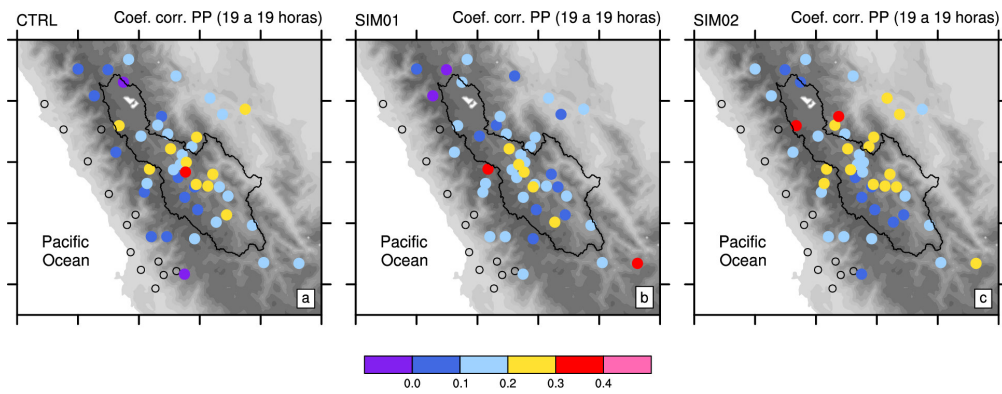 CTRL Coef. corr. PP (19 a 19 horas)
SIM01 Coef. corr. PP (19 a 19 horas)
SIM02 Coef. corr. PP (19 a 19 horas)
Pacific
Ocean
a
Pacific
Ocean
b
Pacific
Ocean
c
0.0 0.1 0.2 0.3 0.4